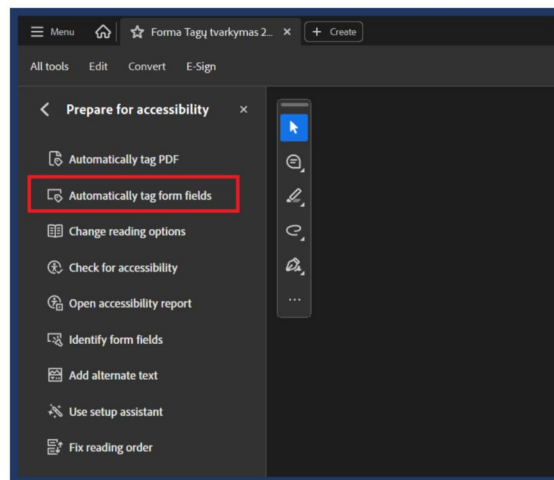 Menu
Forma Tagų tvarkymas 2...
Create
All tools Edit Convert E-Sign
Prepare for accessibility
Automatically tag PDF
Automatically tag form fields
Change reading options
Check for accessibility
Open accessibility report
Identify form fields
Add alternate text
Use setup assistant
Fix reading order